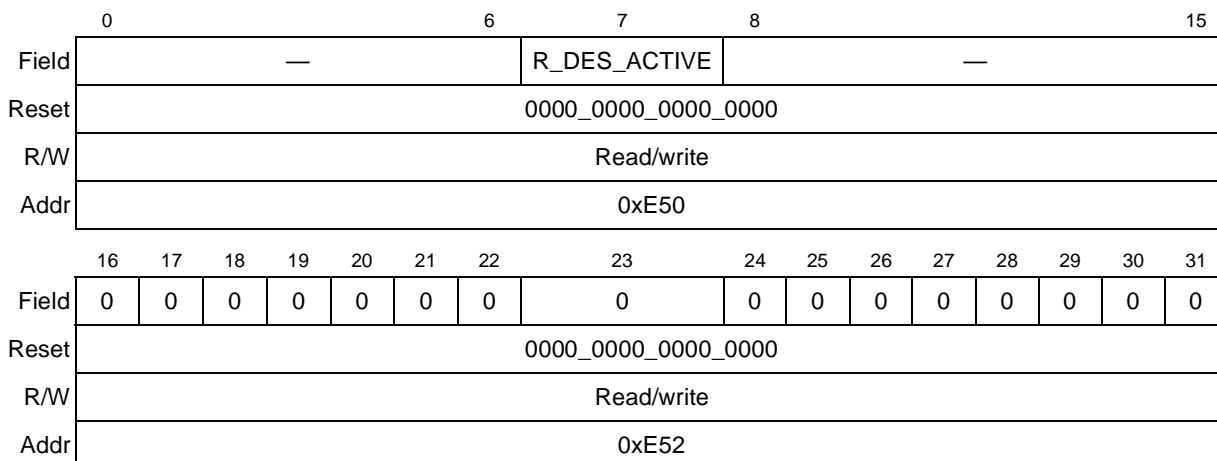 0 6 7 8 15
Field — R_DES_ACTIVE —
Reset 0000_0000_0000_0000
R/W Read/write
Addr 0xE50
16 17 18 19 20 21 22 23 24 25 26 27 28 29 30 31
Field 0 0 0 0 0 0 0 0 0 0 0 0 0 0 0 0
Reset 0000_0000_0000_0000
R/W Read/write
Addr 0xE52